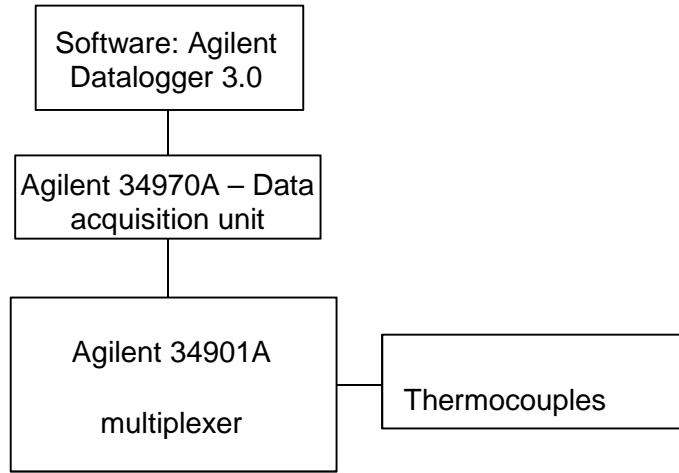 Software: Agilent
Datalogger 3.0
Agilent 34970A – Data
acquisition unit
Agilent 34901A
multiplexer
Thermocouples